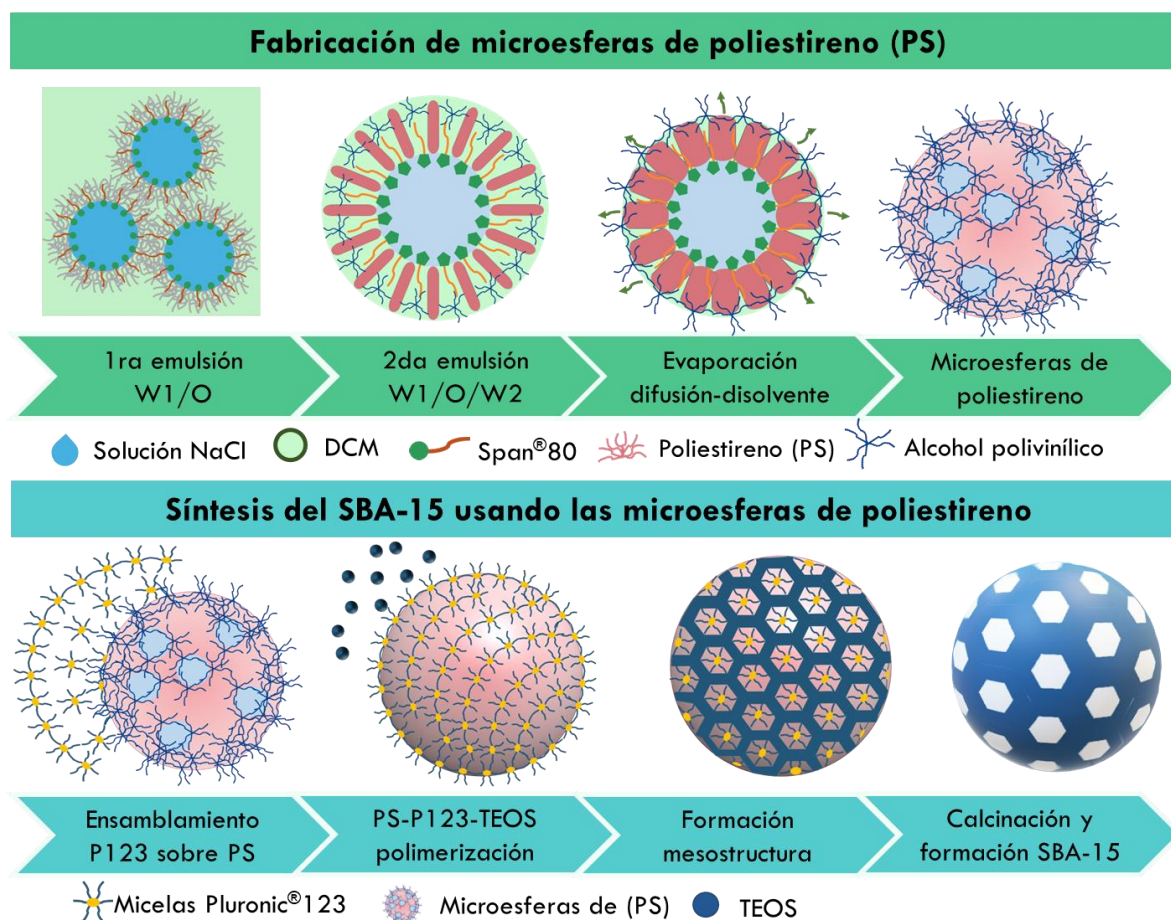 Fabricación de microesferas de poliestireno (PS)
1ra emulsión
W1/O
2da emulsión
W1/O/W2
Evaporación
difusión-disolvente
Microesferas de
poliestireno
Solución NaCl
DCM
Span®80
Poliestireno (PS)
Alcohol polivinílico
Síntesis del SBA-15 usando las microesferas de poliestireno
Ensamblamiento
P123 sobre PS
PS-P123-TEOS
polimerización
Formación
mesostructura
Calcinación y
formación SBA-15
Micelas Pluronic®123
Microesferas de (PS)
TEOS